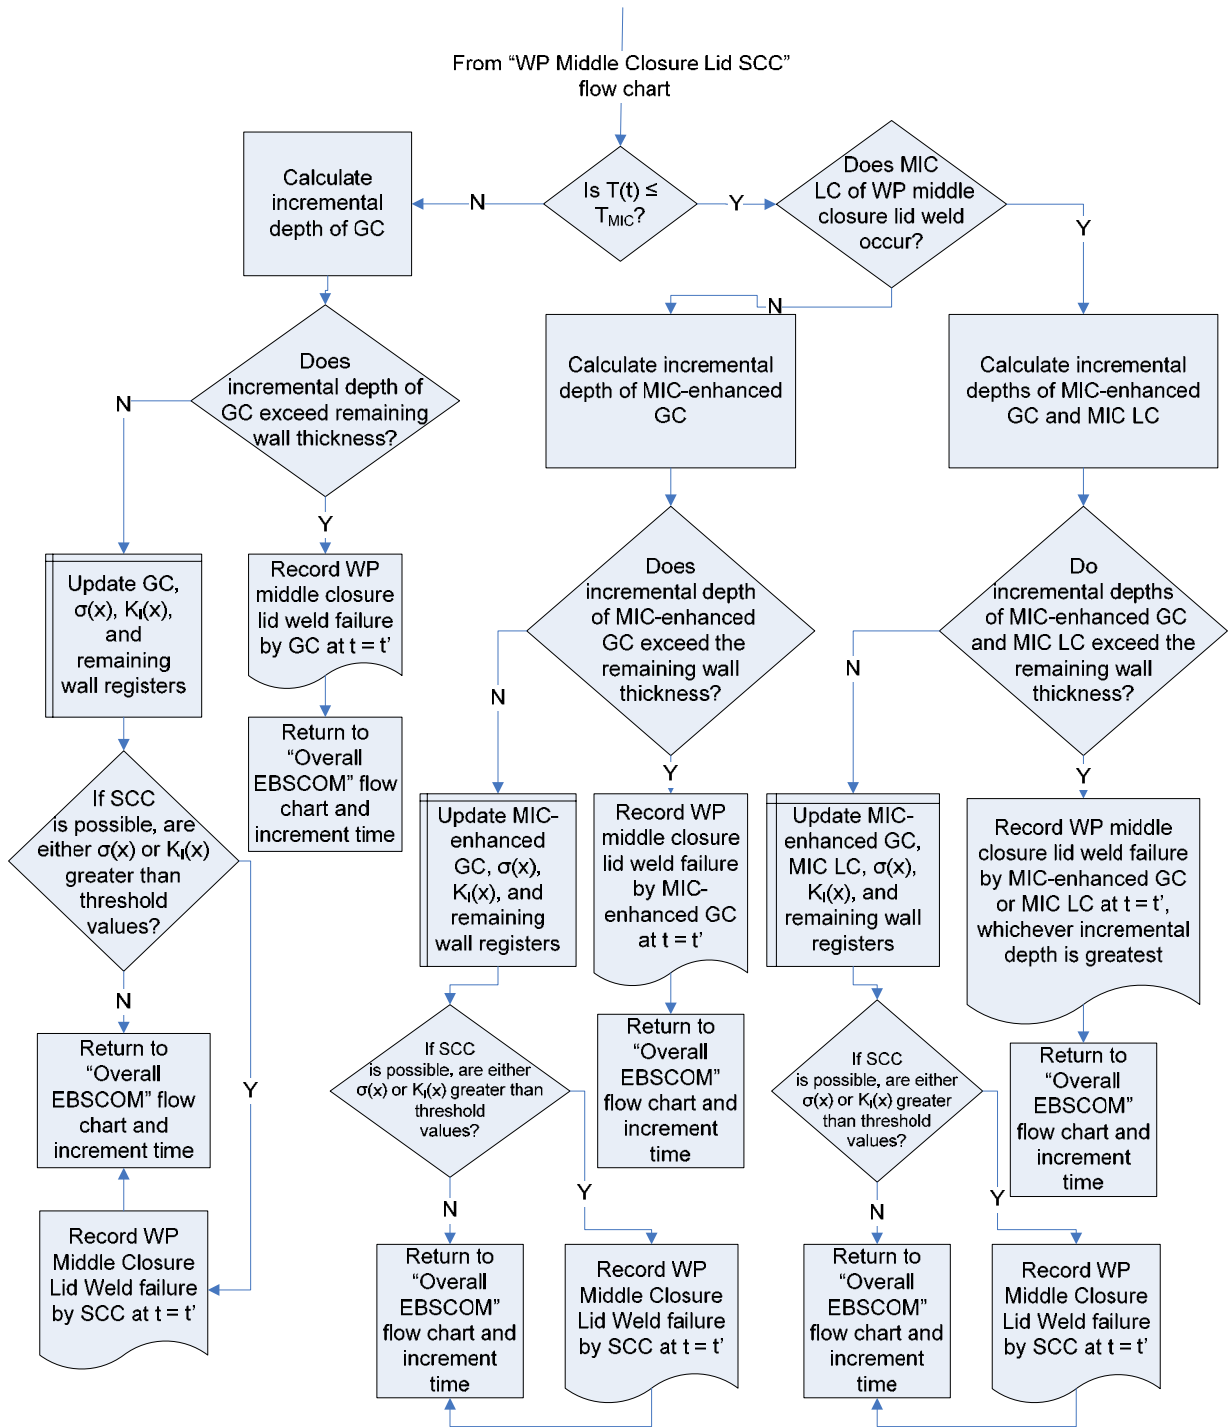 From “WP Middle Closure Lid SCC”
flow chart
Is T(t) ≤
TMIC?
N
Y
Does MIC
LC of WP middle
closure lid weld
occur?
Y
N
Calculate
incremental
depth of GC
Does
incremental depth of
GC exceed remaining
wall thickness?
N
Y
Update GC,
σ(x), KI(x),
and
remaining
wall registers
Record WP
middle closure
lid weld failure
by GC at t = t’
Return to
“Overall
EBSCOM” flow
chart and
increment time
If SCC
is possible, are
either σ(x) or KI(x)
greater than
threshold
values?
N
Y
Return to
“Overall
EBSCOM” flow
chart and
increment time
Record WP
Middle Closure
Lid Weld failure
by SCC at t = t’
Calculate incremental
depth of MIC-enhanced
GC
Does
incremental depth
of MIC-enhanced
GC exceed the
remaining wall
thickness?
N
Y
Update MIC-
enhanced
GC, σ(x),
KI(x), and
remaining
wall registers
Record WP
middle closure
lid weld failure
by MIC-
enhanced GC
at t = t’
Return to
“Overall
EBSCOM”
flow chart and
increment
time
If SCC
is possible, are either
σ(x) or KI(x) greater than
threshold
values?
N
Y
Return to
“Overall
EBSCOM”
flow chart and
increment
time
Record WP
Middle Closure
Lid Weld failure
by SCC at t = t’
Calculate incremental
depths of MIC-enhanced
GC and MIC LC
Do
incremental depths
of MIC-enhanced GC
and MIC LC exceed the
remaining wall
thickness?
N
Y
Update MIC-
enhanced GC,
MIC LC, σ(x),
KI(x), and
remaining wall
registers
Record WP middle
closure lid weld failure
by MIC-enhanced GC
or MIC LC at t = t’,
whichever incremental
depth is greatest
Return to
“Overall
EBSCOM”
flow chart and
increment
time
If SCC
is possible, are either
σ(x) or KI(x) greater
than threshold
values?
N
Y
Return to
“Overall
EBSCOM”
flow chart and
increment
time
Record WP
Middle Closure
Lid Weld failure
by SCC at t = t’